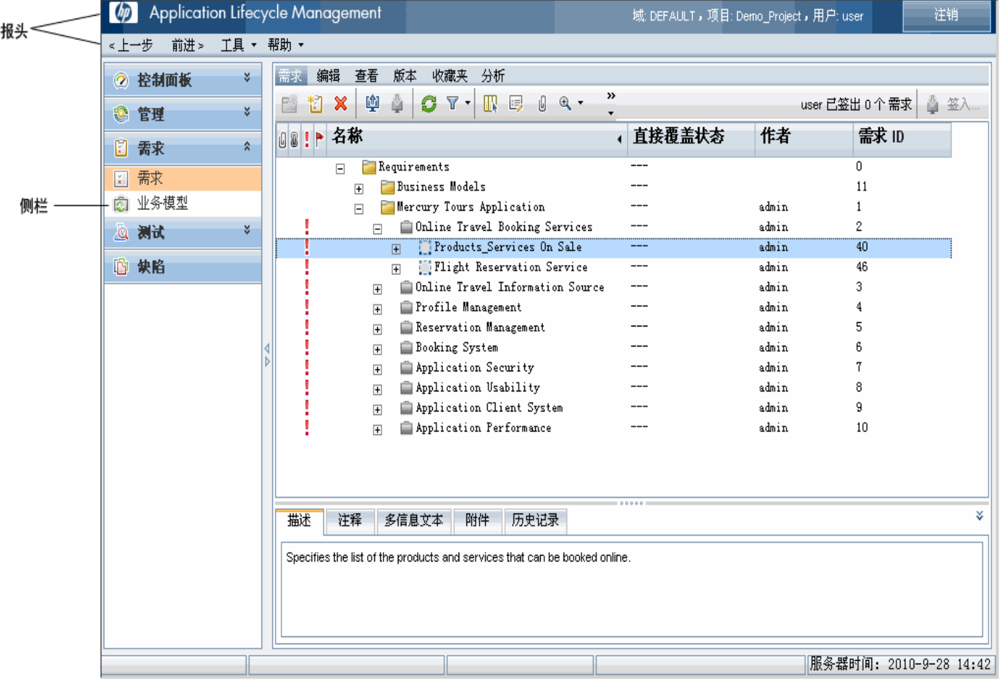 hp Application Lifecycle Management 域: DEFAULT，项目: Demo_Project，用户: user 注销
报头
<上一步 前进> 工具 帮助
控制面板
管理
需求
需求
侧栏
业务模型
测试
缺陷
需求 编辑 查看 版本 收藏夹 分析
user 已签出 0 个 需求 签入...
名称 直接覆盖状态 作者 需求 ID
Requirements --- 0
Business Models --- 11
Mercury Tours Application --- admin 1
Online Travel Booking Services --- admin 2
Products_Services On Sale --- admin 40
Flight Reservation Service --- admin 46
Online Travel Information Source --- admin 3
Profile Management --- admin 4
Reservation Management --- admin 5
Booking System --- admin 6
Application Security --- admin 7
Application Usability --- admin 8
Application Client System --- admin 9
Application Performance --- admin 10
描述 注释 多信息文本 附件 历史记录
Specifies the list of the products and services that can be booked online.
服务器时间: 2010-9-28 14:42